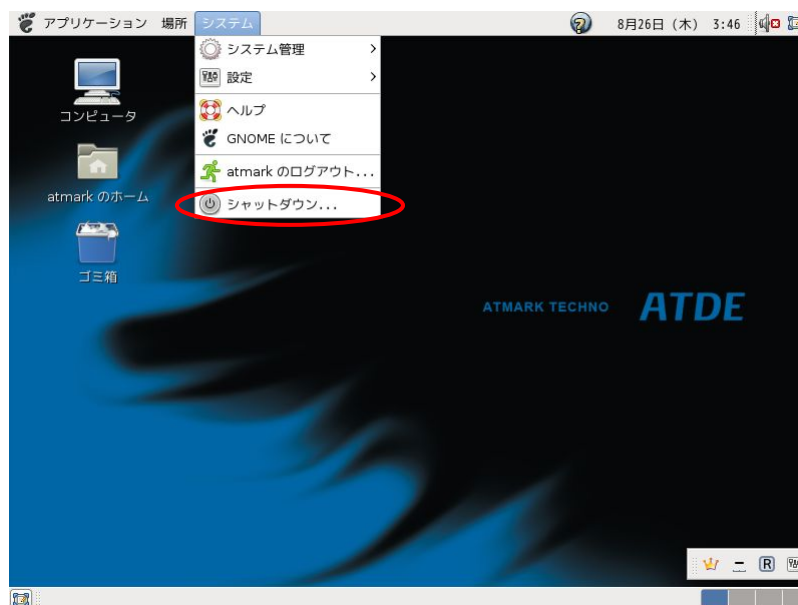 アプリケーション 場所 システム 8月26日 (木) 3:46
システム管理
設定
ヘルプ
GNOME について
atmark のログアウト...
シャットダウン...
コンピュータ
atmark のホーム
ゴミ箱
ATMARK TECHNO ATDE
R